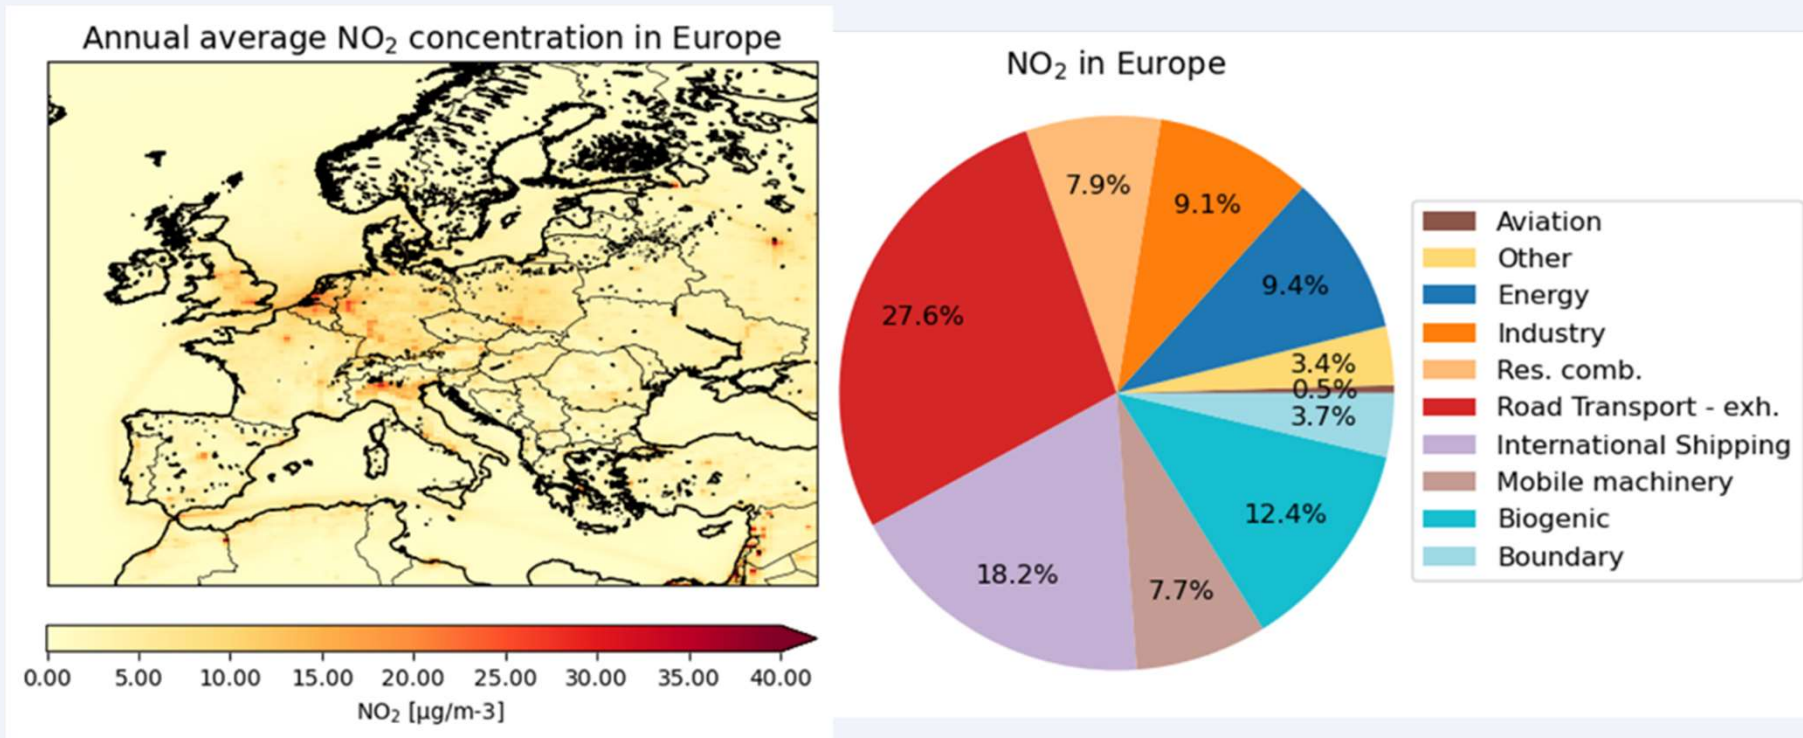 Annual average NO₂ concentration in Europe
0.00 5.00 10.00 15.00 20.00 25.00 30.00 35.00 40.00
NO₂ [µg/m-3]
NO₂ in Europe
7.9%
9.1%
9.4%
27.6%
3.4%
0.5%
3.7%
12.4%
18.2%
7.7%
Aviation
Other
Energy
Industry
Res. comb.
Road Transport - exh.
International Shipping
Mobile machinery
Biogenic
Boundary